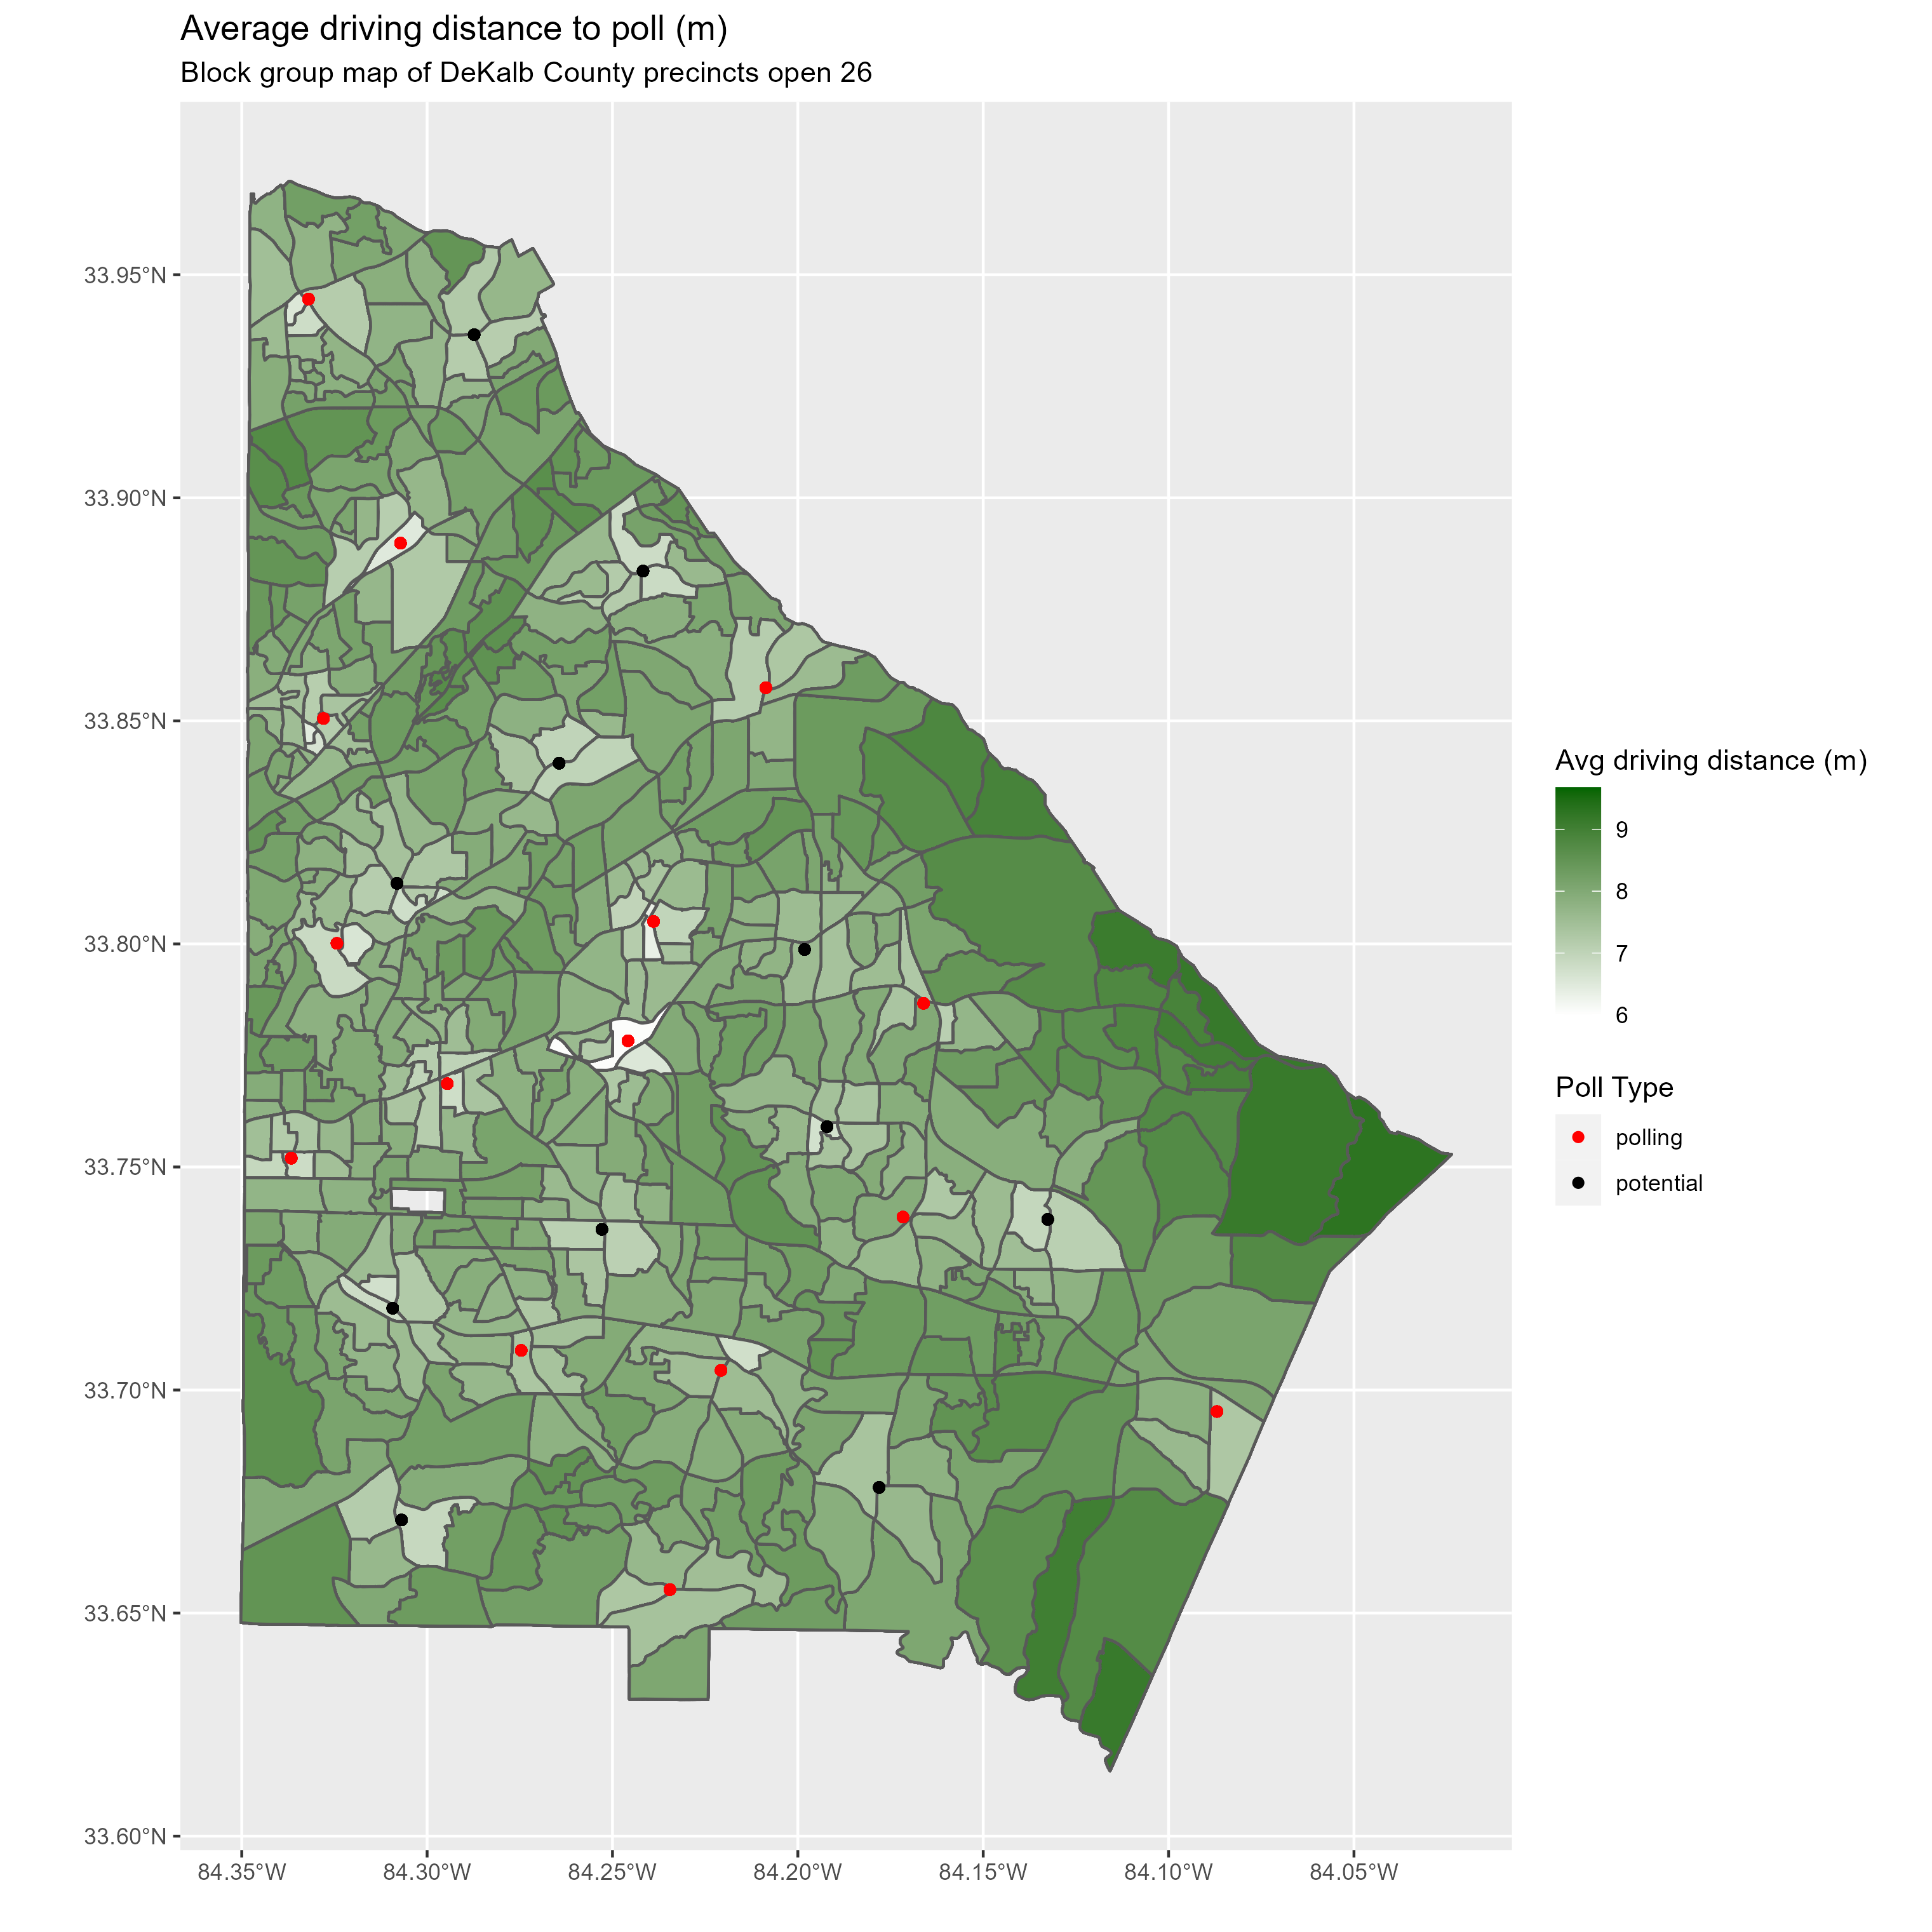 Average driving distance to poll (m)
Block group map of DeKalb County precincts open 26
33.95°N
33.90°N
33.85°N
33.80°N
33.75°N
33.70°N
33.65°N
33.60°N
84.35°W
84.30°W
84.25°W
84.20°W
84.15°W
84.10°W
84.05°W
Avg driving distance (m)
9
8
7
6
Poll Type
polling
potential